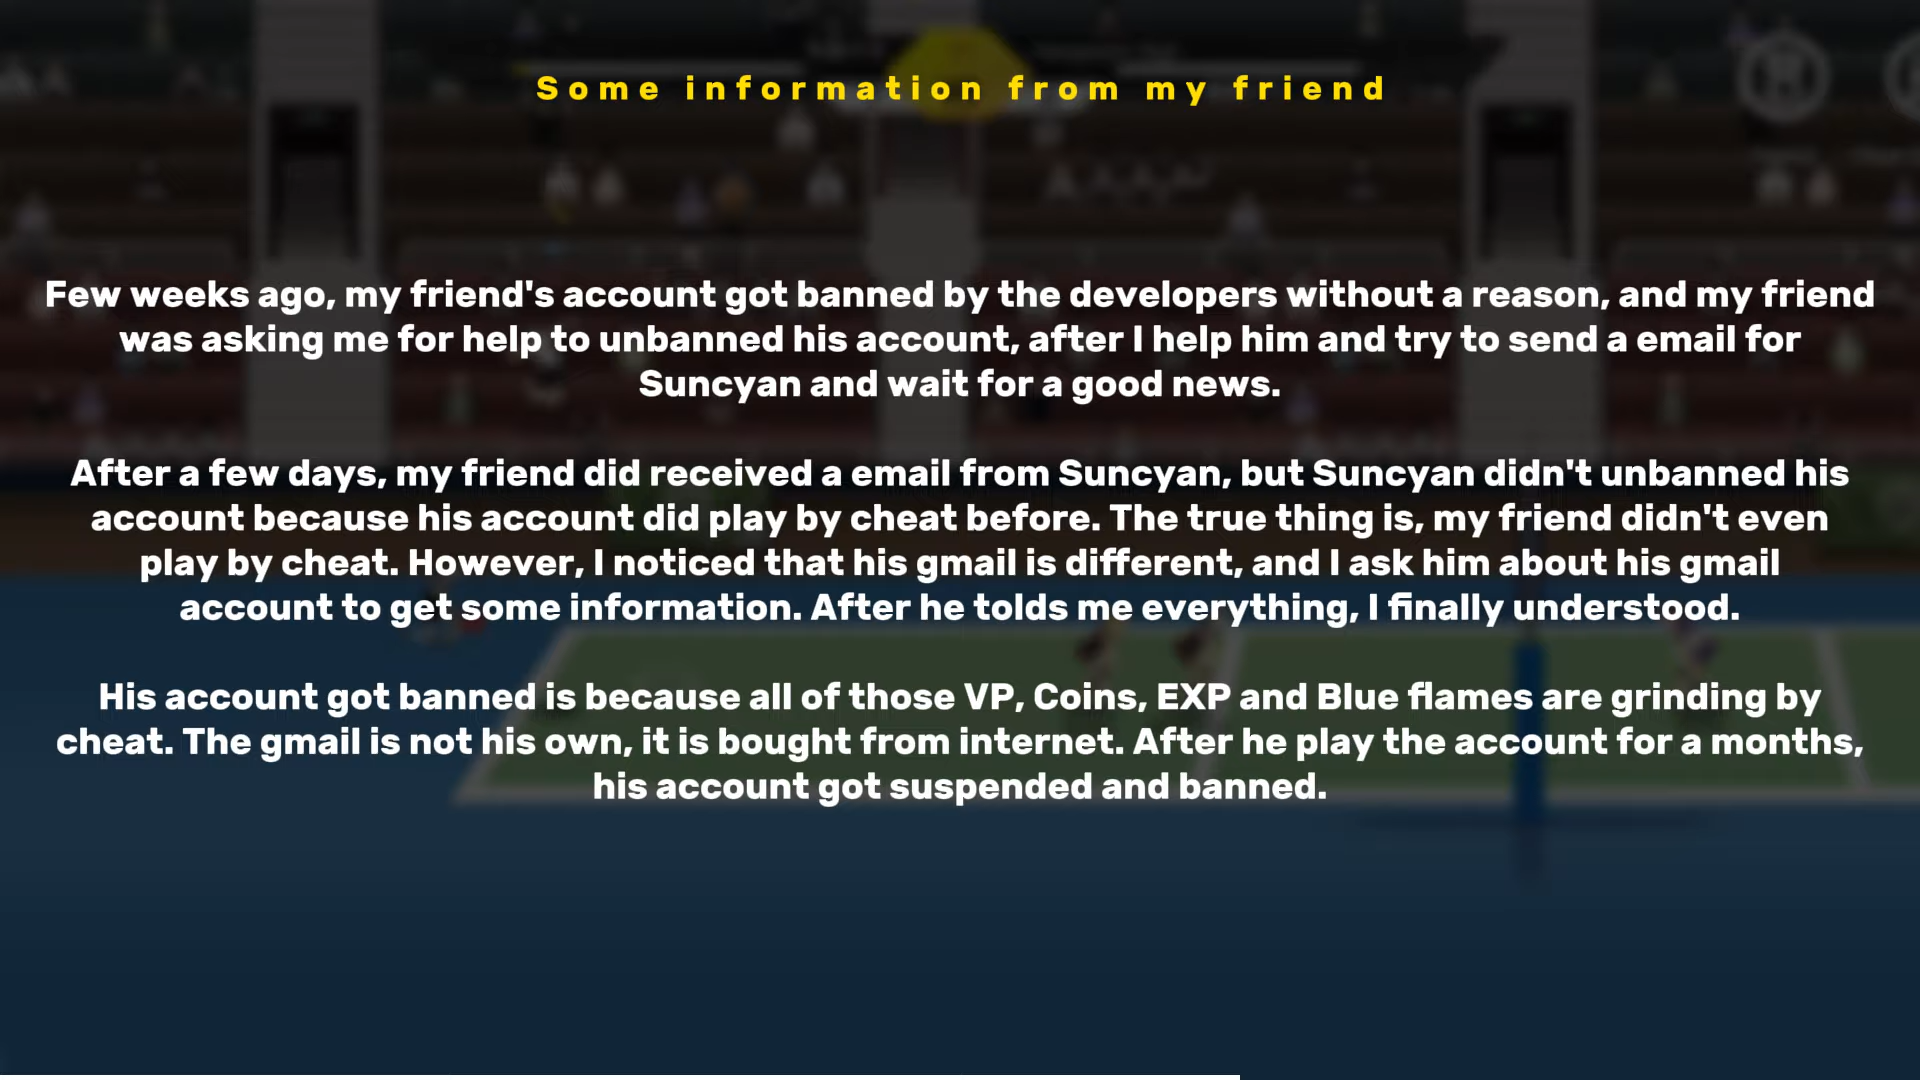 Some information from my friend
Few weeks ago, my friend's account got banned by the developers without a reason, and my friend
was asking me for help to unbanned his account, after I help him and try to send a email for
Suncyan and wait for a good news.
After a few days, my friend did received a email from Suncyan, but Suncyan didn't unbanned his
account because his account did play by cheat before. The true thing is, my friend didn't even
play by cheat. However, I noticed that his gmail is different, and I ask him about his gmail
account to get some information. After he tolds me everything, I finally understood.
His account got banned is because all of those VP, Coins, EXP and Blue flames are grinding by
cheat. The gmail is not his own, it is bought from internet. After he play the account for a months,
his account got suspended and banned.